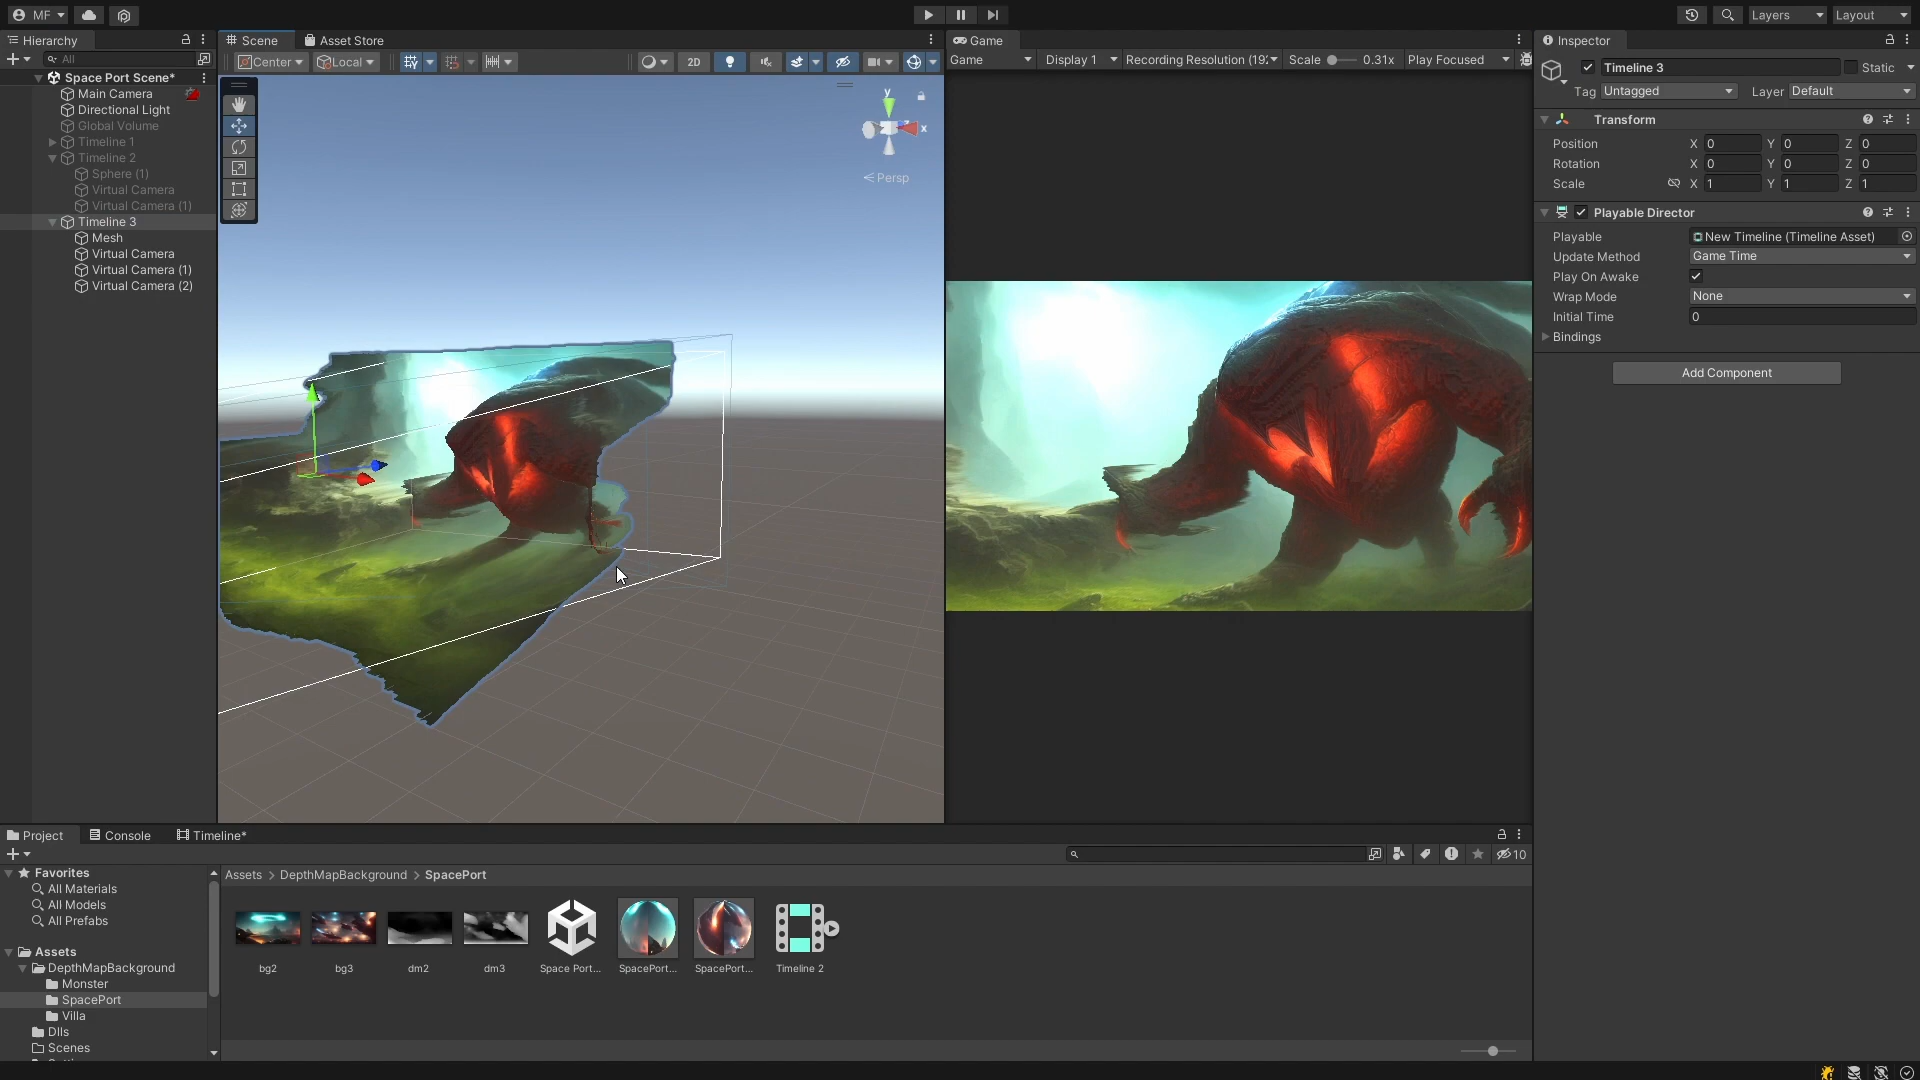 MF
Layers
Layout
Hierarchy
All
Space Port Scene*
Main Camera
Directional Light
Global Volume
Timeline 1
Timeline 2
Sphere (1)
Virtual Camera
Virtual Camera (1)
Timeline 3
Mesh
Virtual Camera
Virtual Camera (1)
Virtual Camera (2)
Scene
Asset Store
Center
Local
2D
y
x
Persp
Game
Game
Display 1
Recording Resolution (192
Scale
0.31x
Play Focused
Inspector
Timeline 3
Static
Tag
Untagged
Layer
Default
Transform
Position X 0 Y 0 Z 0
Rotation X 0 Y 0 Z 0
Scale X 1 Y 1 Z 1
Playable Director
Playable
New Timeline (Timeline Asset)
Update Method
Game Time
Play On Awake
Wrap Mode
None
Initial Time
0
Bindings
Add Component
Project
Console
Timeline*
10
Favorites
All Materials
All Models
All Prefabs
Assets
DepthMapBackground
Monster
SpacePort
Villa
Dlls
Scenes
Assets > DepthMapBackground > SpacePort
bg2
bg3
dm2
dm3
Space Port...
SpacePort...
SpacePort...
Timeline 2